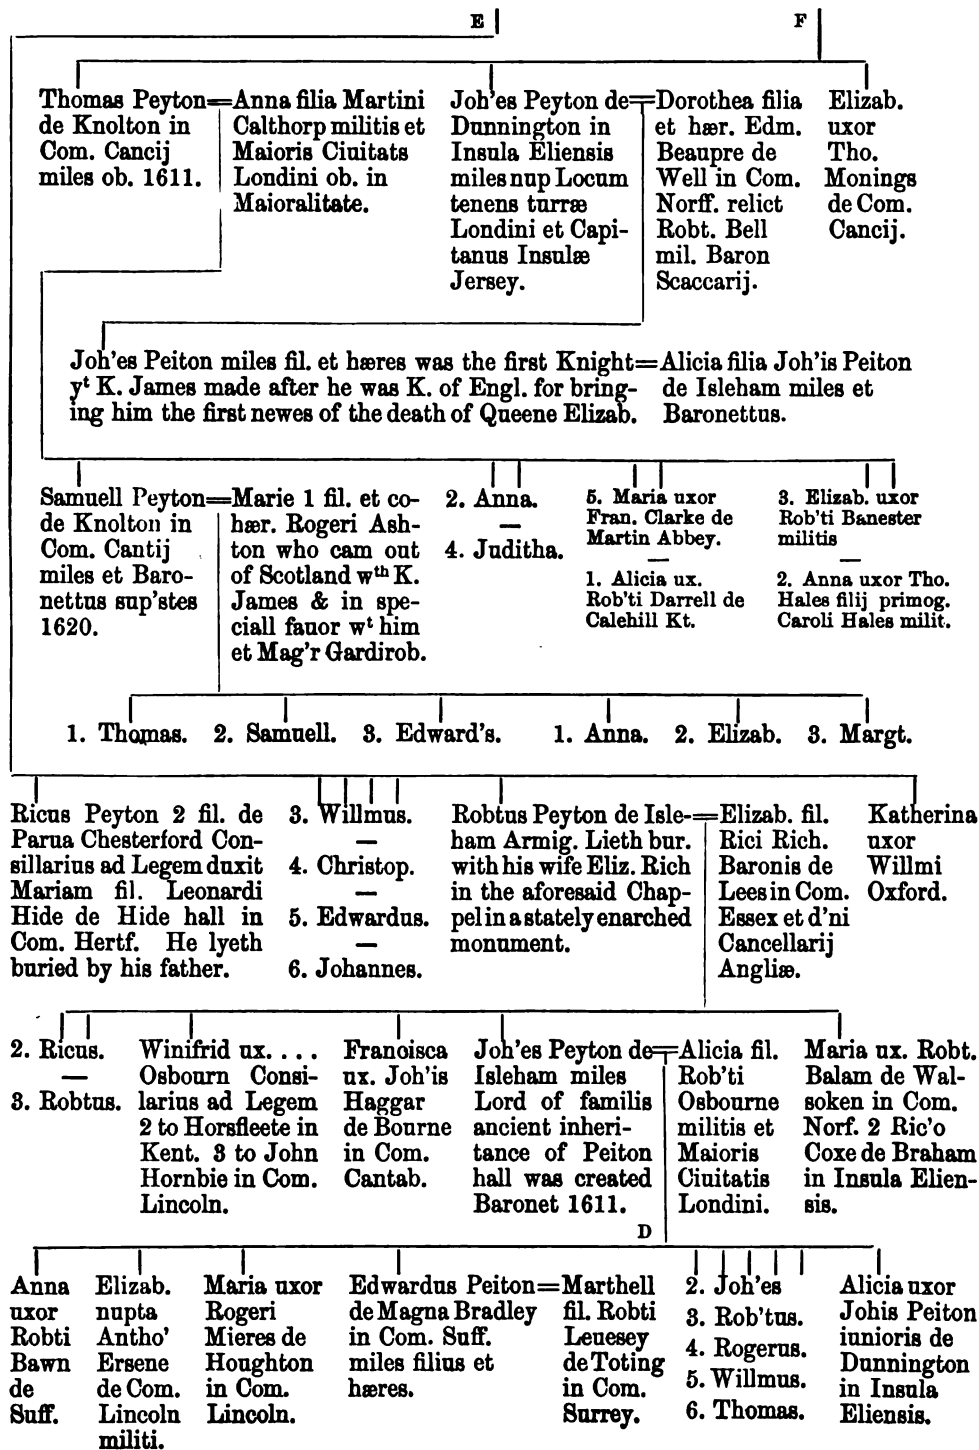 E
F
Thomas Peyton=
de Knolton in
Com. Cancij
miles ob. 1611.
Anna filia Martini
Calthorp militis et
Maioris Ciuitats
Londini ob. in
Maioralitate.
Joh'es Peyton de=
Dunnington in
Insula Eliensis
miles nup Locum
tenens turræ
Londini et Capi-
tanus Insulæ
Jersey.
Dorothea filia
et hær. Edm.
Beaupre de
Well in Com.
Norff. relict
Robt. Bell
mil. Baron
Scaccarij.
Elizab.
uxor
Tho.
Monings
de Com.
Cancij.
Joh'es Peiton miles fil. et hæres was the first Knight=
yᵗ K. James made after he was K. of Engl. for bring-
ing him the first newes of the death of Queene Elizab.
Alicia filia Joh'is Peiton
de Isleham miles et
Baronettus.
Samuell Peyton=
de Knolton in
Com. Cantij
miles et Baro-
nettus sup'stes
1620.
Marie 1 fil. et co-
hær. Rogeri Ash-
ton who cam out
of Scotland wᵗʰ K.
James & in spe-
ciall fauor wᵗ him
et Mag'r Gardirob.
2. Anna.
—
4. Juditha.
5. Maria uxor
Fran. Clarke de
Martin Abbey.
—
1. Alicia ux.
Rob'ti Darrell de
Calehill Kt.
3. Elizab. uxor
Rob'ti Banester
militis
—
2. Anna uxor Tho.
Hales filij primog.
Caroli Hales milit.
1. Thomas. 2. Samuell. 3. Edward's. 1. Anna. 2. Elizab. 3. Margt.
Ricus Peyton 2 fil. de
Parua Chesterford Con-
sillarius ad Legem duxit
Mariam fil. Leonardi
Hide de Hide hall in
Com. Hertf. He lyeth
buried by his father.
3. Willmus.
—
4. Christop.
—
5. Edwardus.
—
6. Johannes.
Robtus Peyton de Isle-=
ham Armig. Lieth bur.
with his wife Eliz. Rich
in the aforesaid Chap-
pel in a stately enarched
monument.
Elizab. fil.
Rici Rich.
Baronis de
Lees in Com.
Essex et d'ni
Cancellarij
Angliæ.
Katherina
uxor
Willmi
Oxford.
2. Ricus.
—
3. Robtus.
Winifrid ux. . . . .
Osbourn Consi-
larius ad Legem
2 to Horsfleete in
Kent. 3 to John
Hornbie in Com.
Lincoln.
Franoisca
ux. Joh'is
Haggar
de Bourne
in Com.
Cantab.
Joh'es Peyton de=
Isleham miles
Lord of familis
ancient inheri-
tance of Peiton
hall was created
Baronet 1611.
D
Alicia fil.
Rob'ti
Osbourne
militis et
Maioris
Ciuitatis
Londini.
Maria ux. Robt.
Balam de Wal-
soken in Com.
Norf. 2 Ric'o
Coxe de Braham
in Insula Elien-
sis.
Anna
uxor
Robti
Bawn
de
Suff.
Elizab.
nupta
Antho'
Ersene
de Com.
Lincoln
militi.
Maria uxor
Rogeri
Mieres de
Houghton
in Com.
Lincoln.
Edwardus Peiton=
de Magna Bradley
in Com. Suff.
miles filius et
hæres.
Marthell
fil. Robti
Leuesey
de Toting
in Com.
Surrey.
2. Joh'es
3. Rob'tus.
4. Rogerus.
5. Willmus.
6. Thomas.
Alicia uxor
Johis Peiton
iunioris de
Dunnington
in Insula
Eliensis.